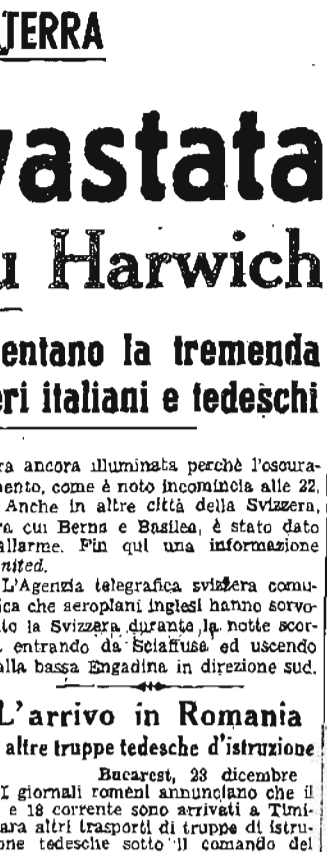 TERRA
vastata
u Harwich
entano la tremenda
eri italiani e tedeschi
ra ancora illuminata perchè l'oscura-
mento, come è noto incomincia alle 22.
Anche in altre città della Svizzera,
ra cui Berna e Basilea, è stato dato
allarme. Fin qui una informazione
nited.
L'Agenzia telegrafica svizzera comu-
ica che aeroplani inglesi hanno sorvo-
to la Svizzera durante la notte scor-
entrando da Sciaffusa ed uscendo
alla bassa Engadina in direzione sud.
L'arrivo in Romania
altre truppe tedesche d'istruzione
Bucarest, 23 dicembre
I giornali romeni annunciano che il
e 18 corrente sono arrivati a Timi-
ara altri trasporti di truppe di istru-
one tedesche sotto il comando del